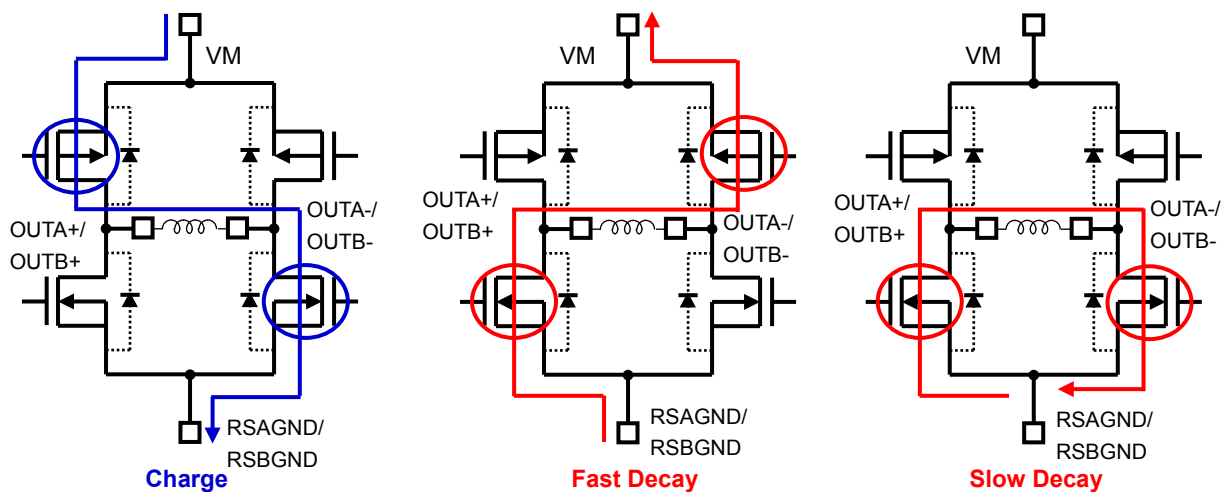 VM
OUTA+/
OUTB+
OUTA-/
OUTB-
RSAGND/
RSBGND
Charge
VM
OUTA+/
OUTB+
OUTA-/
OUTB-
RSAGND/
RSBGND
Fast Decay
VM
OUTA+/
OUTB+
OUTA-/
OUTB-
RSAGND/
RSBGND
Slow Decay